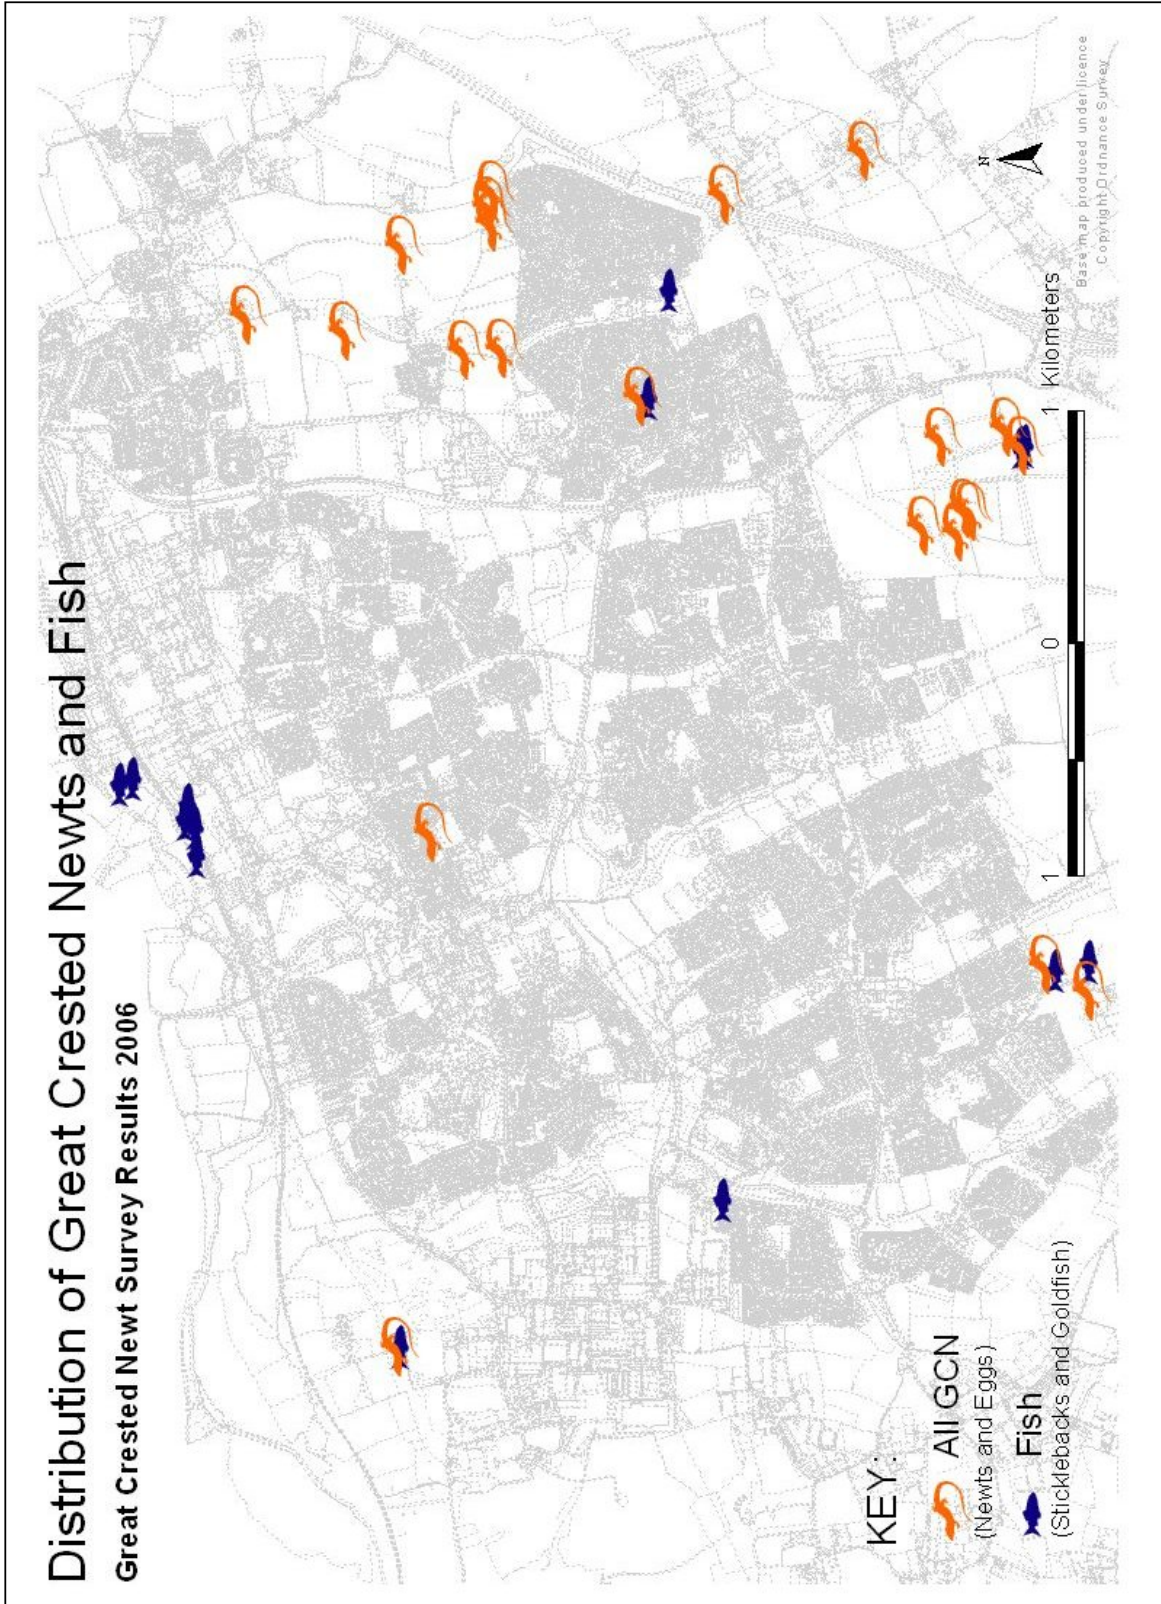 Distribution of Great Crested Newts and Fish
Great Crested Newt Survey Results 2006
KEY:
All GCN
(Newts and Eggs)
Fish
(Sticklebacks and Goldfish)
1 0 1 Kilometers
N
Base map produced under licence
Copyright Ordnance Survey